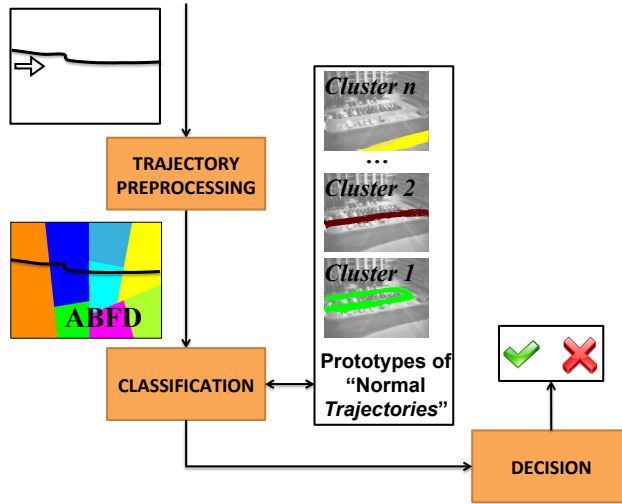 Cluster n
...
TRAJECTORY
PREPROCESSING
Cluster 2
Cluster 1
ABFD
CLASSIFICATION
Prototypes of
“Normal
Trajectories”
DECISION